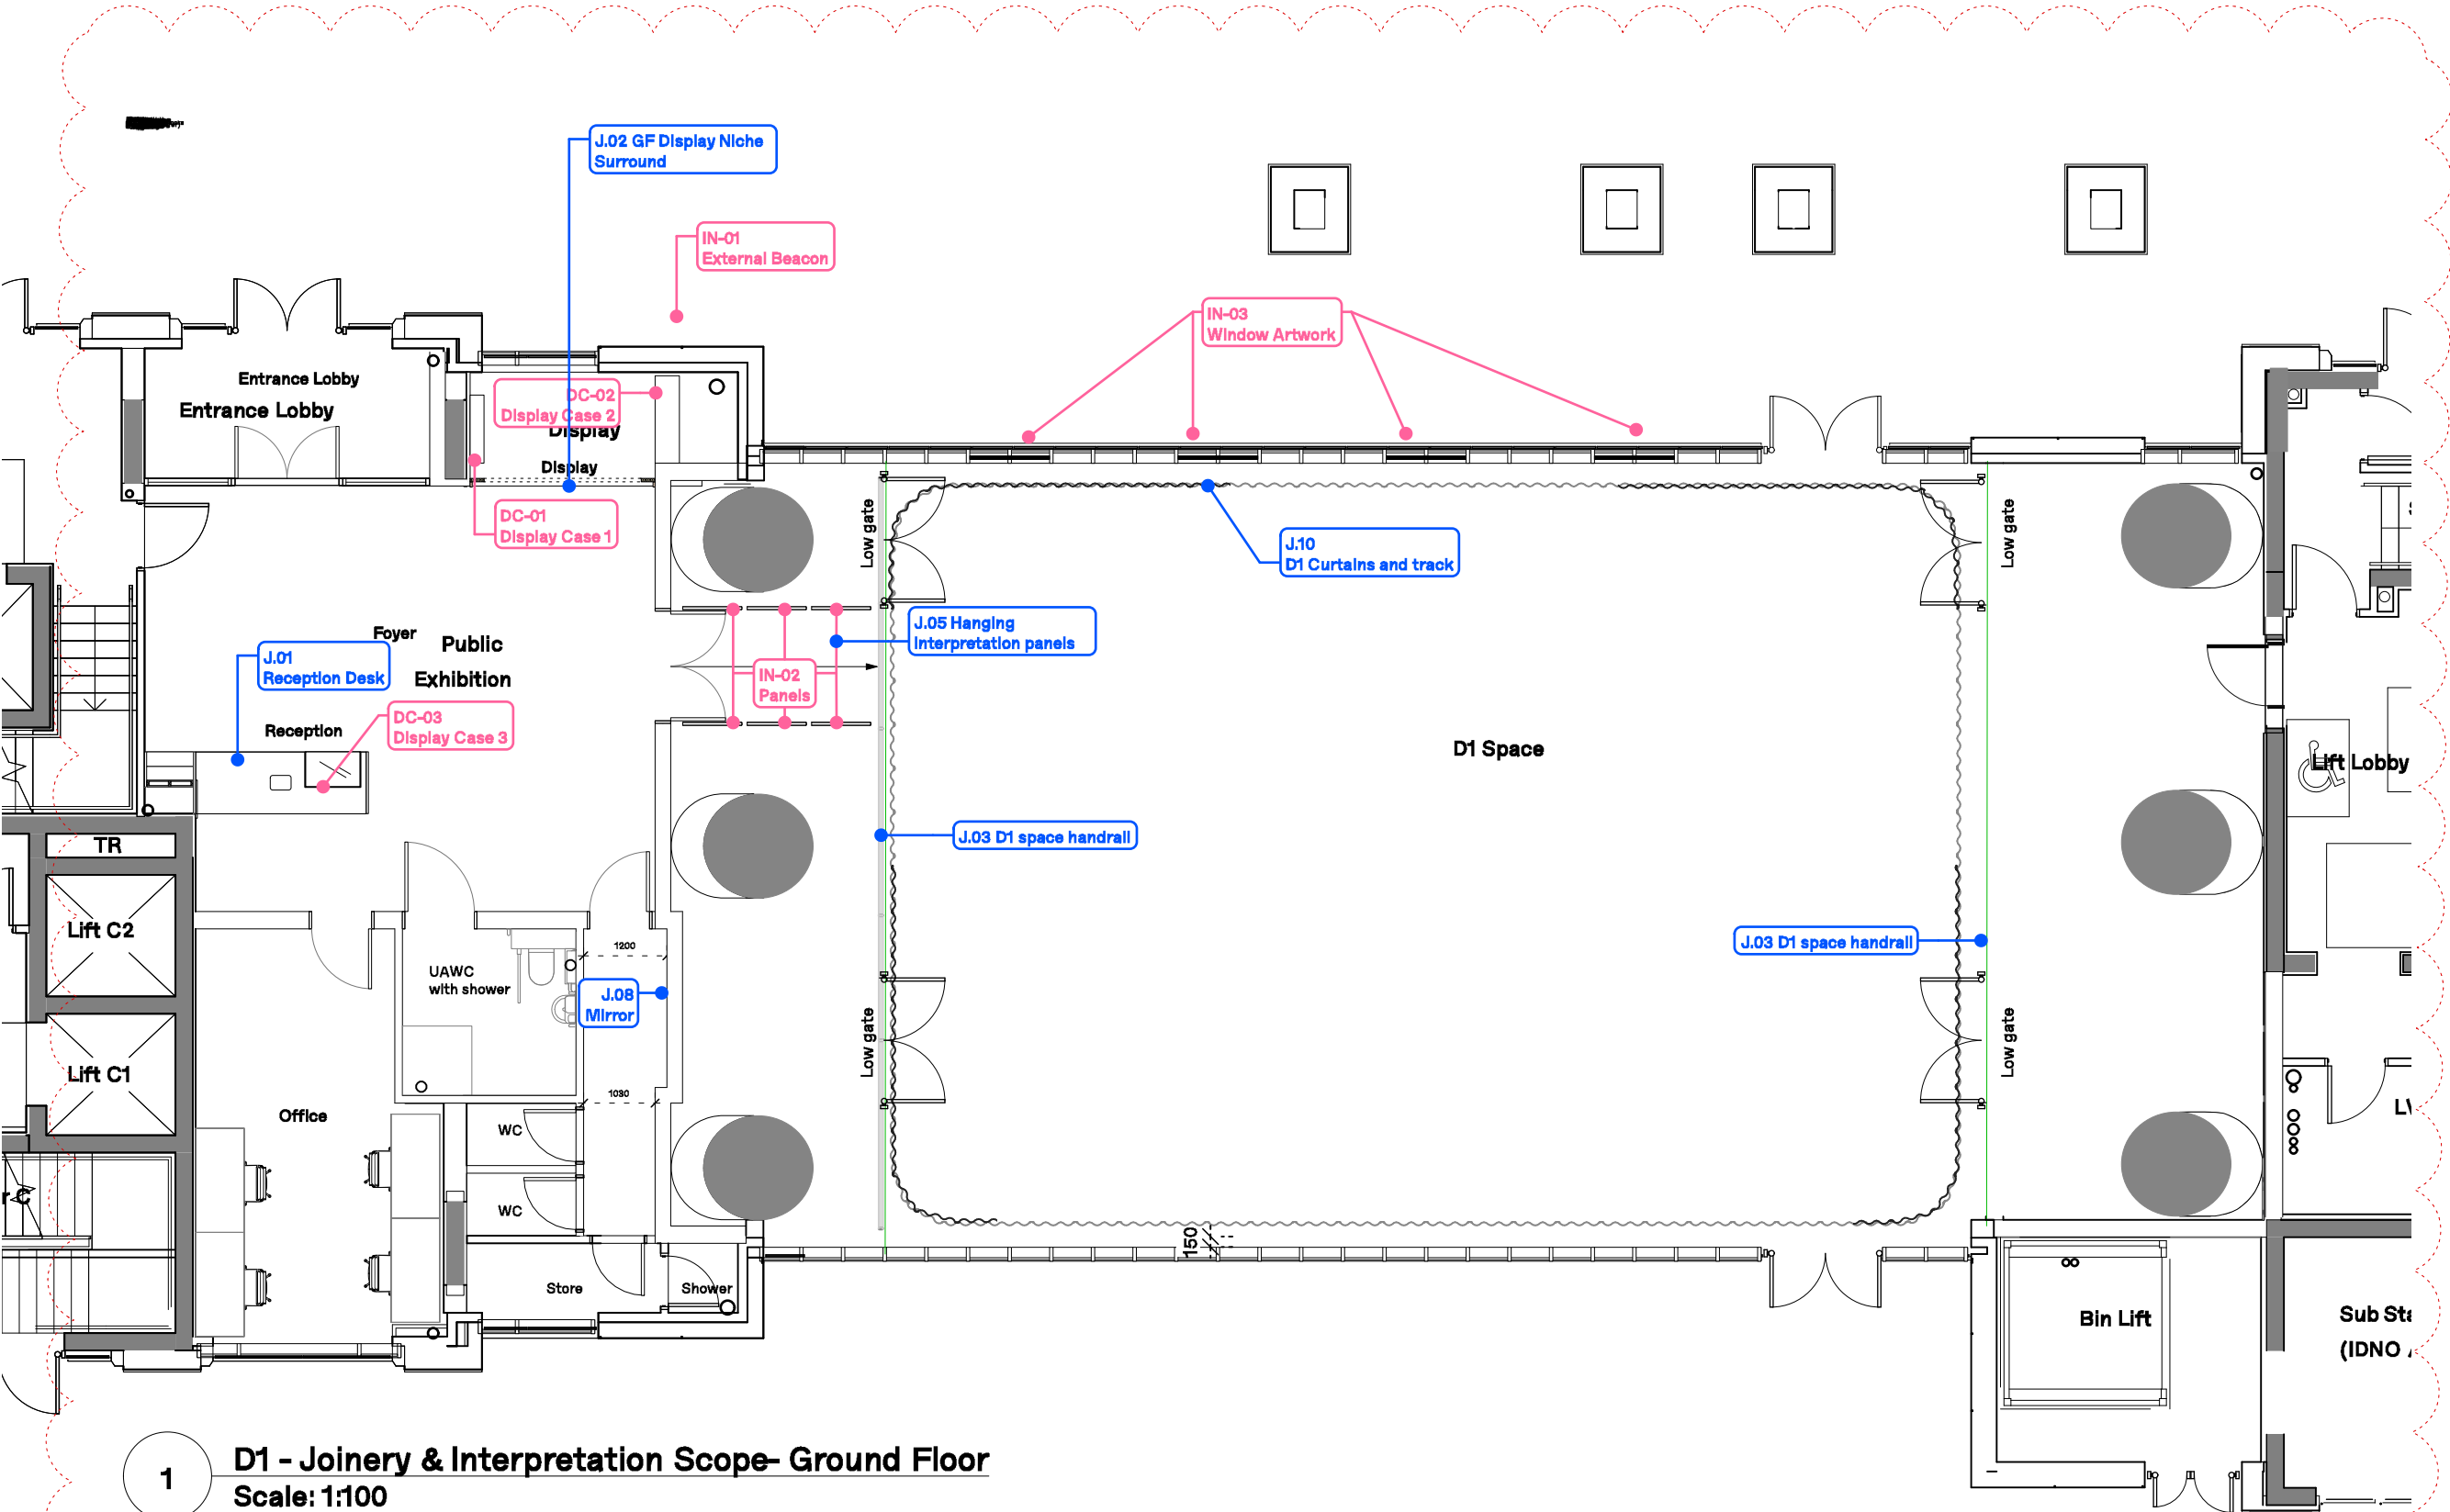 J.02 GF Display Niche
Surround
IN-01
External Beacon
IN-03
Window Artwork
Entrance Lobby
Entrance Lobby
DC-02
Display Case 2
Display
Display
DC-01
Display Case 1
Low gate
Low gate
J.10
D1 Curtains and track
J.05 Hanging
interpretation panels
Foyer
Public
Exhibition
J.01
Reception Desk
IN-02
Panels
DC-03
Display Case 3
Reception
D1 Space
Lift Lobby
J.03 D1 space handrail
TR
Lift C2
J.03 D1 space handrail
1200
UAWC
with shower
J.08
Mirror
Low gate
Low gate
Lift C1
1030
Office
WC
WC
150
Store
Shower
Bin Lift
Sub Sta
(IDNO
1
D1 - Joinery & Interpretation Scope- Ground Floor
Scale: 1:100